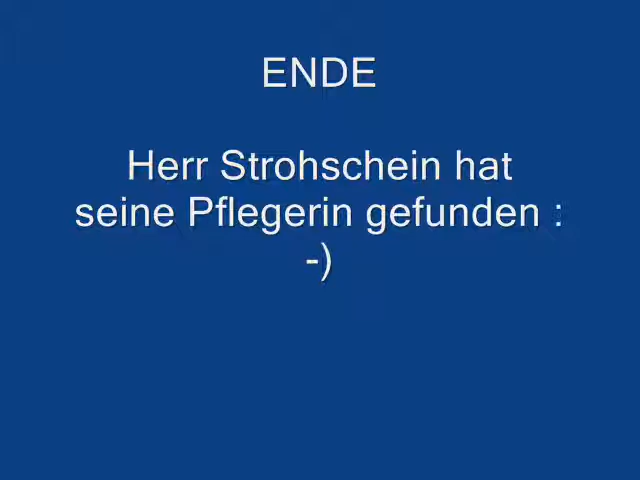 ENDE
Herr Strohschein hat
seine Pflegerin gefunden :
-)